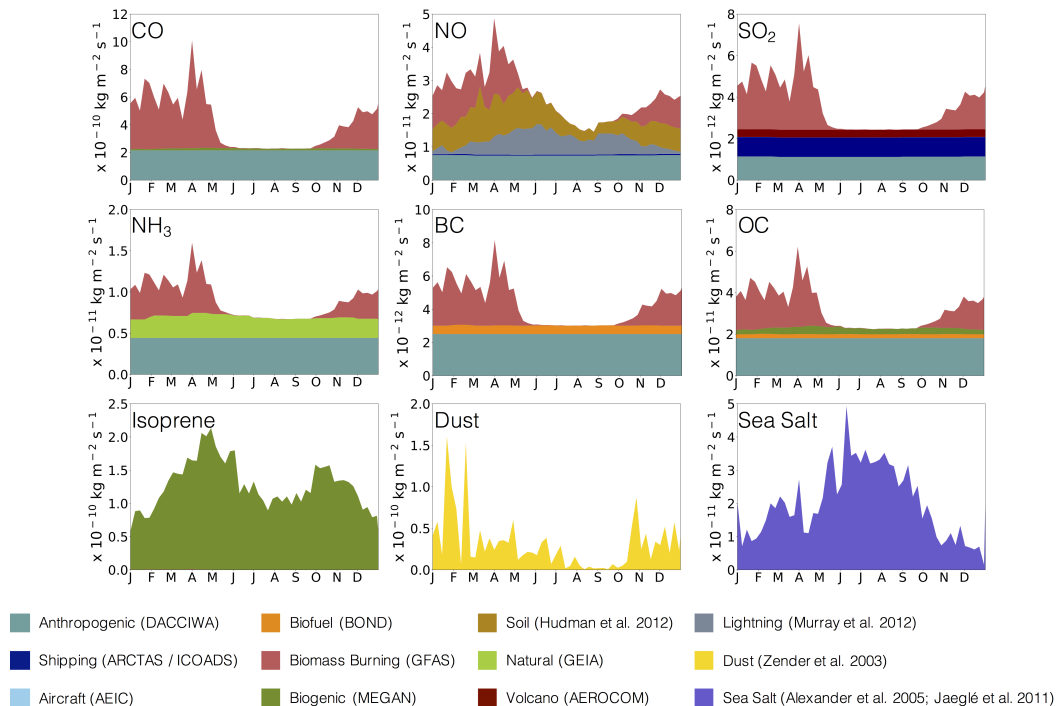 CO
NO
SO2
x 10−10 kg m−2 s−1
12
10
8
6
4
2
0
J F M A M J J A S O N D
x 10−11 kg m−2 s−1
5
4
3
2
1
0
J F M A M J J A S O N D
x 10−12 kg m−2 s−1
8
6
4
2
0
J F M A M J J A S O N D
NH3
BC
OC
x 10−11 kg m−2 s−1
2.0
1.5
1.0
0.5
0.0
J F M A M J J A S O N D
x 10−12 kg m−2 s−1
10
8
6
4
2
0
J F M A M J J A S O N D
x 10−11 kg m−2 s−1
8
6
4
2
0
J F M A M J J A S O N D
Isoprene
Dust
Sea Salt
x 10−10 kg m−2 s−1
2.5
2.0
1.5
1.0
0.5
0.0
J F M A M J J A S O N D
x 10−10 kg m−2 s−1
2.0
1.5
1.0
0.5
0.0
J F M A M J J A S O N D
x 10−11 kg m−2 s−1
5
4
3
2
1
0
J F M A M J J A S O N D
Anthropogenic (DACCIWA)
Biofuel (BOND)
Soil (Hudman et al. 2012)
Lightning (Murray et al. 2012)
Shipping (ARCTAS / ICOADS)
Biomass Burning (GFAS)
Natural (GEIA)
Dust (Zender et al. 2003)
Aircraft (AEIC)
Biogenic (MEGAN)
Volcano (AEROCOM)
Sea Salt (Alexander et al. 2005; Jaeglé et al. 2011)